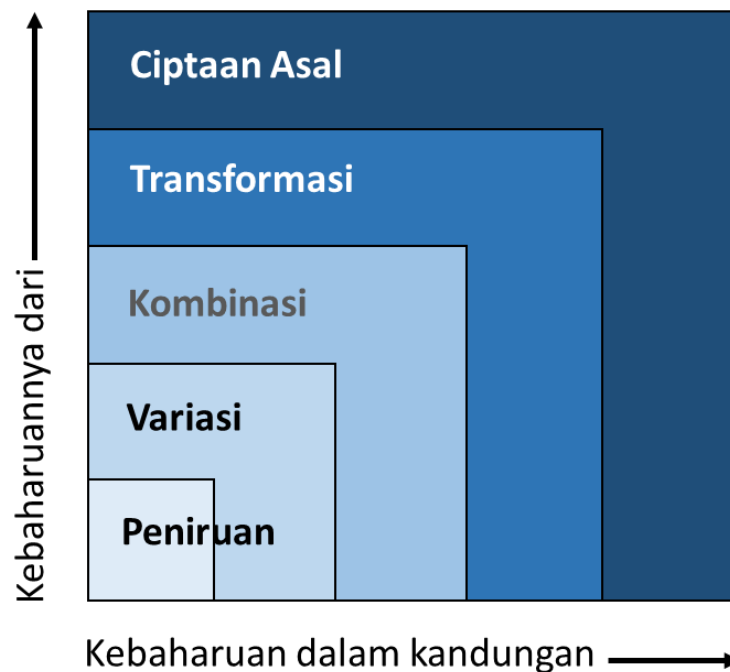 Ciptaan Asal
Transformasi
Kombinasi
Variasi
Peniruan
Kebaharuannya dari
Kebaharuan dalam kandungan